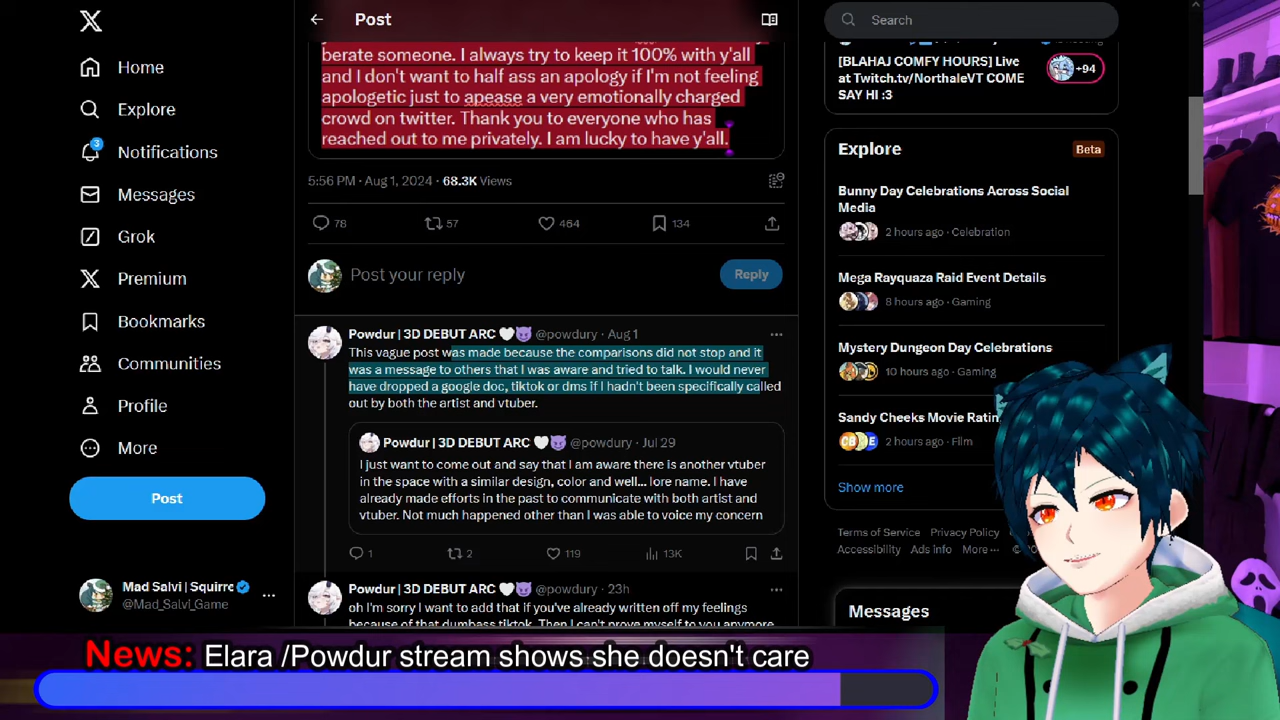 Post
Search
Home
Explore
3
Notifications
Messages
Grok
Premium
Bookmarks
Communities
Profile
More
Post
Mad Salvi | Squirre
@Mad_Salvi_Game
berate someone. I always try to keep it 100% with y'all
and I don't want to half ass an apology if I'm not feeling
apologetic just to apease a very emotionally charged
crowd on twitter. Thank you to everyone who has
reached out to me privately. I am lucky to have y'all.
5:56 PM · Aug 1, 2024 · 68.3K Views
78
57
464
134
Post your reply
Reply
Powdur | 3D DEBUT ARC 🤍😈 @powdury · Aug 1
This vague post was made because the comparisons did not stop and it
was a message to others that I was aware and tried to talk. I would never
have dropped a google doc, tiktok or dms if I hadn't been specifically called
out by both the artist and vtuber.
Powdur | 3D DEBUT ARC 🤍😈 @powdury · Jul 29
I just want to come out and say that I am aware there is another vtuber
in the space with a similar design, color and well... lore name. I have
already made efforts in the past to communicate with both artist and
vtuber. Not much happened other than I was able to voice my concern
1
2
119
13K
Powdur | 3D DEBUT ARC 🤍😈 @powdury · 23h
oh I'm sorry I want to add that if you've already written off my feelings
because of that dumbass tiktok. Then I can't prove myself to you anymore
[BLAHAJ COMFY HOURS] Live
at Twitch.tv/NorthaleVT COME
SAY HI :3
+94
Explore
Beta
Bunny Day Celebrations Across Social
Media
2 hours ago · Celebration
Mega Rayquaza Raid Event Details
8 hours ago · Gaming
Mystery Dungeon Day Celebrations
10 hours ago · Gaming
Sandy Cheeks Movie Ratin
2 hours ago · Film
Show more
Terms of Service Privacy Policy
Accessibility Ads info More ···
Messages
News: Elara /Powdur stream shows she doesn't care